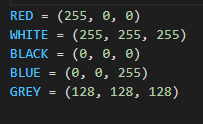 RED = (255, 0, 0)
WHITE = (255, 255, 255)
BLACK = (0, 0, 0)
BLUE = (0, 0, 255)
GREY = (128, 128, 128)